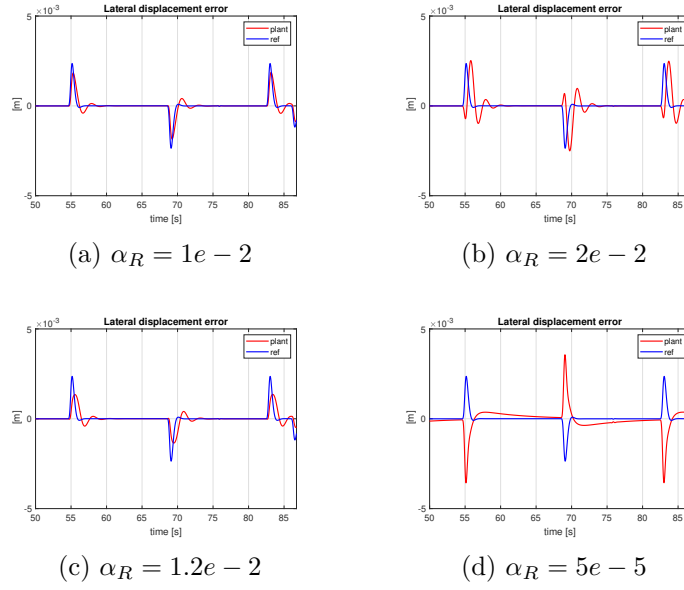 Lateral displacement error
×10⁻³
5
plant
ref
[m]
0
-5
50 55 60 65 70 75 80 85
time [s]
(a) α_R = 1e − 2
Lateral displacement error
×10⁻³
5
plant
ref
[m]
0
-5
50 55 60 65 70 75 80 85
time [s]
(b) α_R = 2e − 2
Lateral displacement error
×10⁻³
5
plant
ref
[m]
0
-5
50 55 60 65 70 75 80 85
time [s]
(c) α_R = 1.2e − 2
Lateral displacement error
×10⁻³
5
plant
ref
[m]
0
-5
50 55 60 65 70 75 80 85
time [s]
(d) α_R = 5e − 5